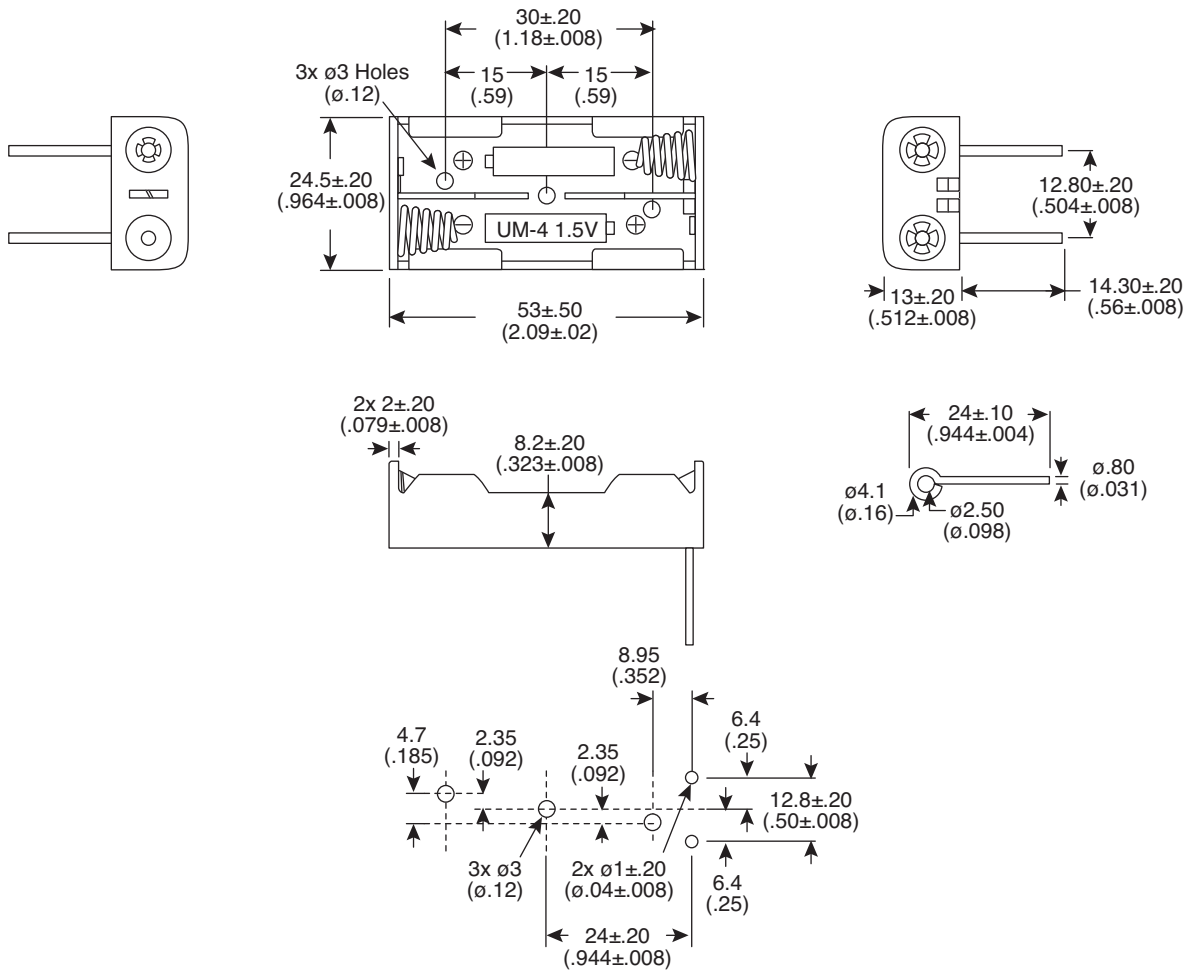 30±.20
(1.18±.008)
3x ø3 Holes
(ø.12)
15
(.59)
15
(.59)
24.5±.20
(.964±.008)
UM-4 1.5V
53±.50
(2.09±.02)
12.80±.20
(.504±.008)
13±.20
(.512±.008)
14.30±.20
(.56±.008)
2x 2±.20
(.079±.008)
8.2±.20
(.323±.008)
24±.10
(.944±.004)
ø.80
(ø.031)
ø4.1
(ø.16)
ø2.50
(ø.098)
8.95
(.352)
4.7
(.185)
2.35
(.092)
2.35
(.092)
6.4
(.25)
12.8±.20
(.50±.008)
3x ø3
(ø.12)
2x ø1±.20
(ø.04±.008)
6.4
(.25)
24±.20
(.944±.008)